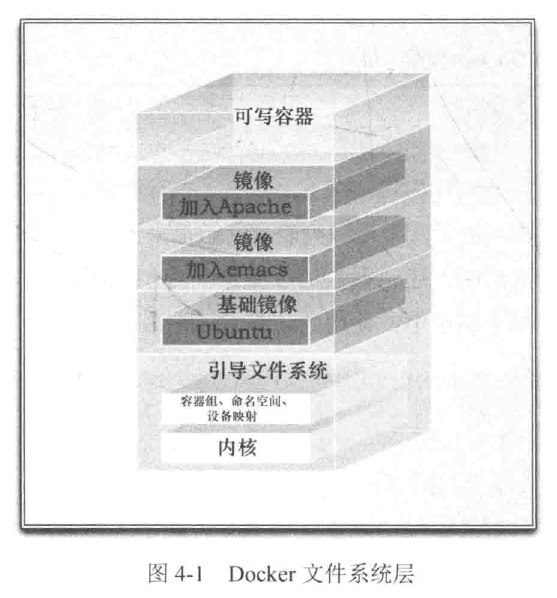 可写容器
镜像
加入Apache
镜像
加入emacs
基础镜像
Ubuntu
引导文件系统
容器组、命名空间、
设备映射
内核
图 4-1 Docker 文件系统层